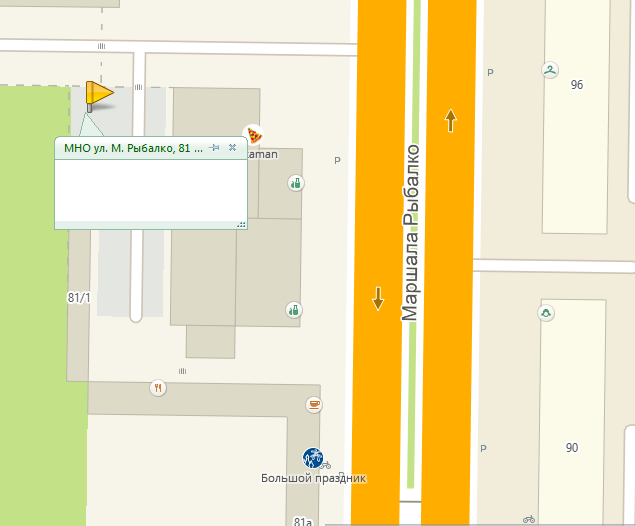 96
P
МНО ул. М. Рыбалко, 81 ...
aman
P
Маршала Рыбалко
81/1
90
P
Большой праздник
81а